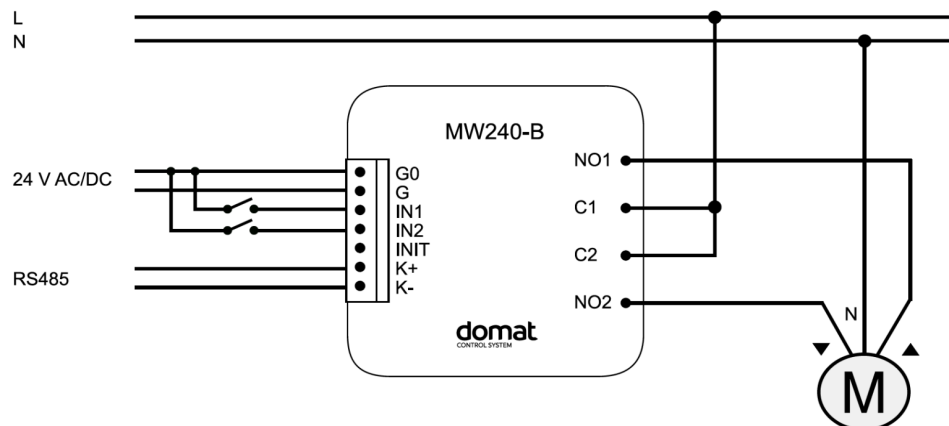 L
N
MW240-B
24 V AC/DC
G0
G
IN1
IN2
INIT
K+
K-
RS485
NO1
C1
C2
NO2
domat
CONTROL SYSTEM
N
▼
▲
M